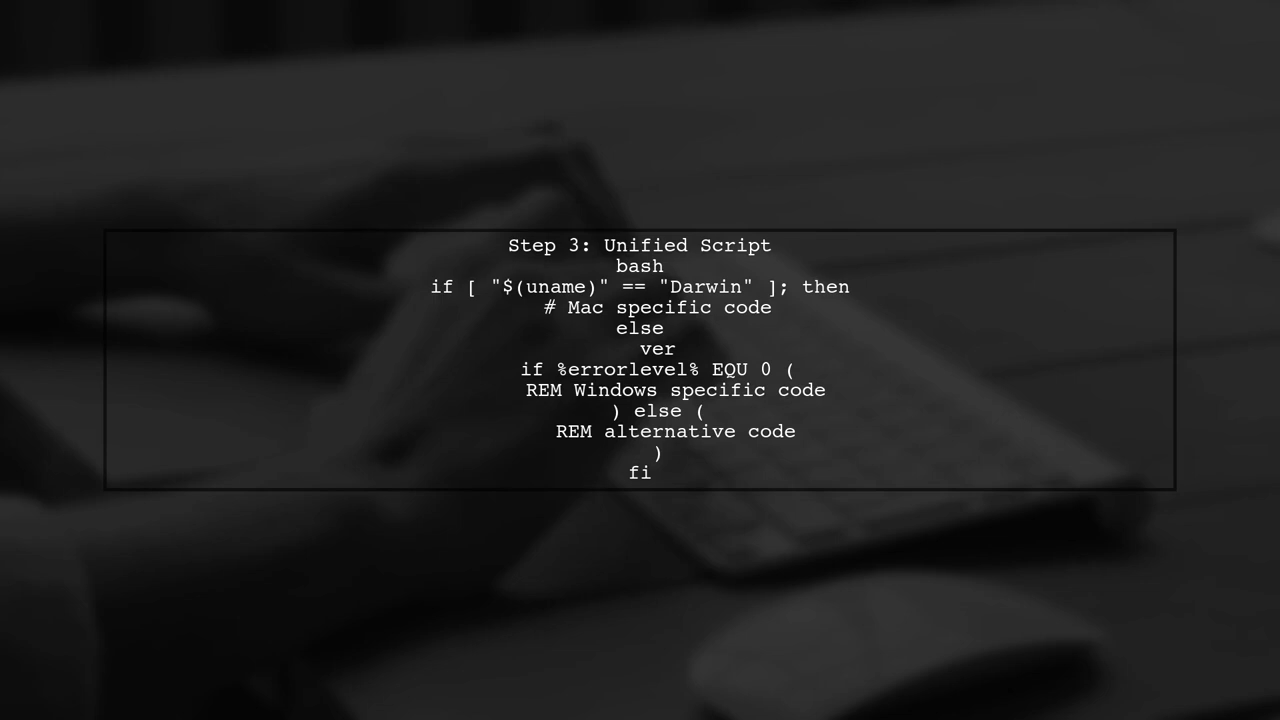 Step 3: Unified Script
bash
if [ "$(uname)" == "Darwin" ]; then
# Mac specific code
else
ver
if %errorlevel% EQU 0 (
REM Windows specific code
) else (
REM alternative code
)
fi